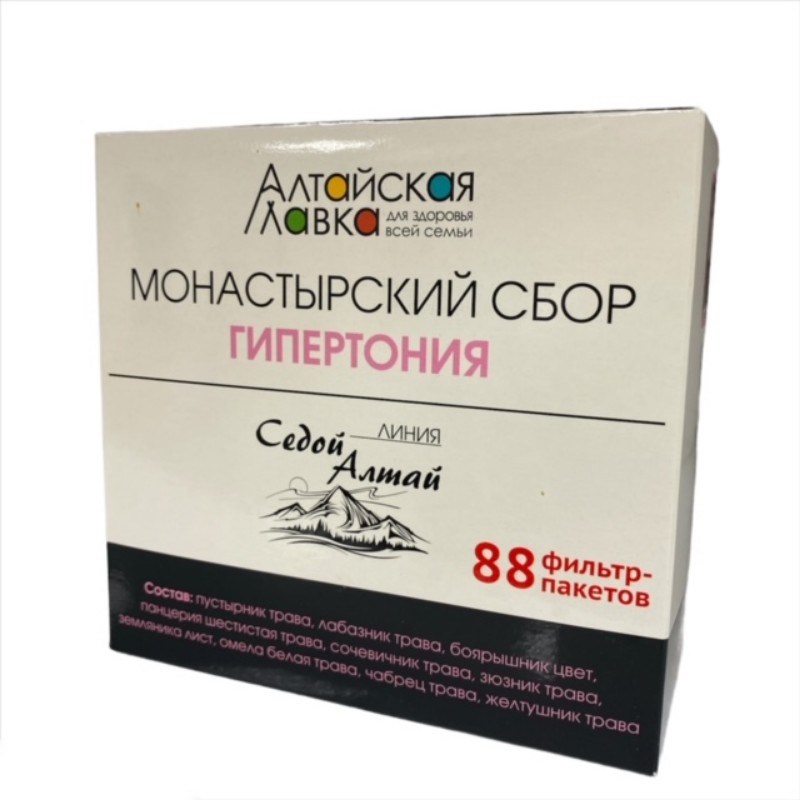 Алтайская
Лавка для здоровья
всей семьи
МОНАСТЫРСКИЙ СБОР
ГИПЕРТОНИЯ
ЛИНИЯ
Седой
Алтай
88 фильтр-
пакетов
Состав: пустырник трава, лабазник трава, боярышник цвет,
панцерия шестистая трава, сочевичник трава, зюзник трава,
земляника лист, омела белая трава, чабрец трава, желтушник трава